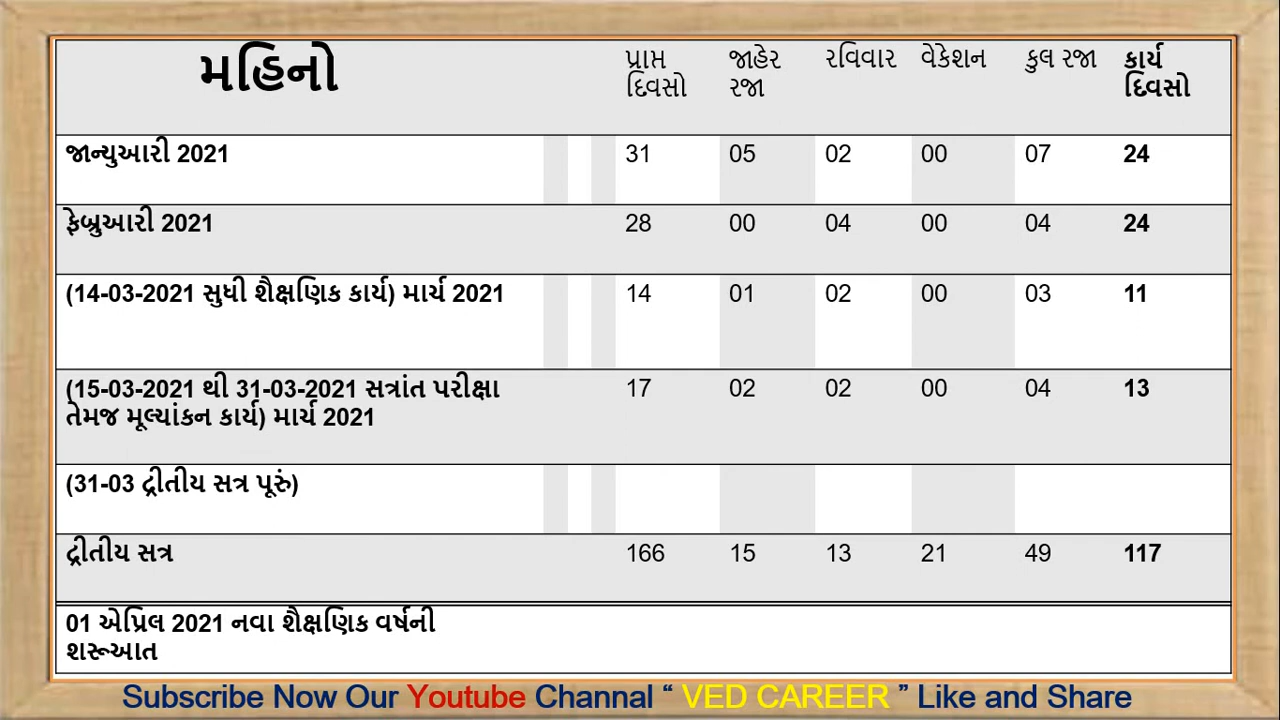 મહિનો પ્રાપ્ત દિવસો જાહેર રજા રવિવાર વેકેશન કુલ રજા કાર્ય દિવસો
જાન્યુઆરી 2021 31 05 02 00 07 24
ફેબ્રુઆરી 2021 28 00 04 00 04 24
(14-03-2021 સુધી શૈક્ષણિક કાર્ય) માર્ચ 2021 14 01 02 00 03 11
(15-03-2021 થી 31-03-2021 સત્રાંત પરીક્ષા 17 02 02 00 04 13
તેમજ મૂલ્યાંકન કાર્ય) માર્ચ 2021
(31-03 દ્રીતીય સત્ર પૂરું)
દ્રીતીય સત્ર 166 15 13 21 49 117
01 એપ્રિલ 2021 નવા શૈક્ષણિક વર્ષની
શરૂઆત
Subscribe Now Our Youtube Channal “ VED CAREER ” Like and Share